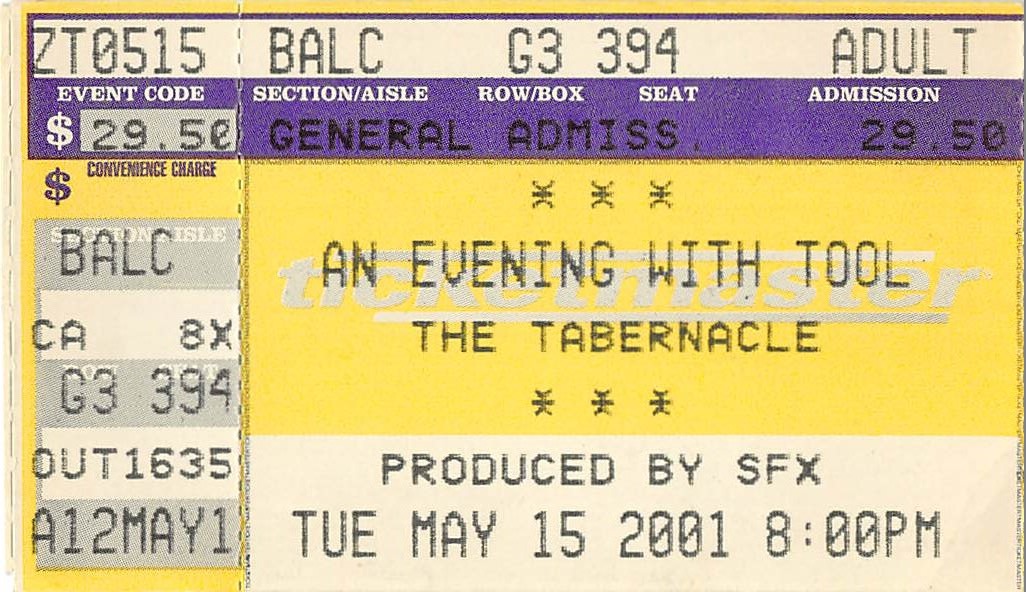 ZT0515 BALC G3 394 ADULT
EVENT CODE SECTION/AISLE ROW/BOX SEAT ADMISSION
$ 29.50 GENERAL ADMISS. 29.50
CONVENIENCE CHARGE
$
* * *
SECTION/AISLE
BALC
AN EVENING WITH TOOL
ticketmaster
CA 8X
THE TABERNACLE
G3 394
* * *
OUT1635
PRODUCED BY SFX
A12MAY1
TUE MAY 15 2001 8:00PM